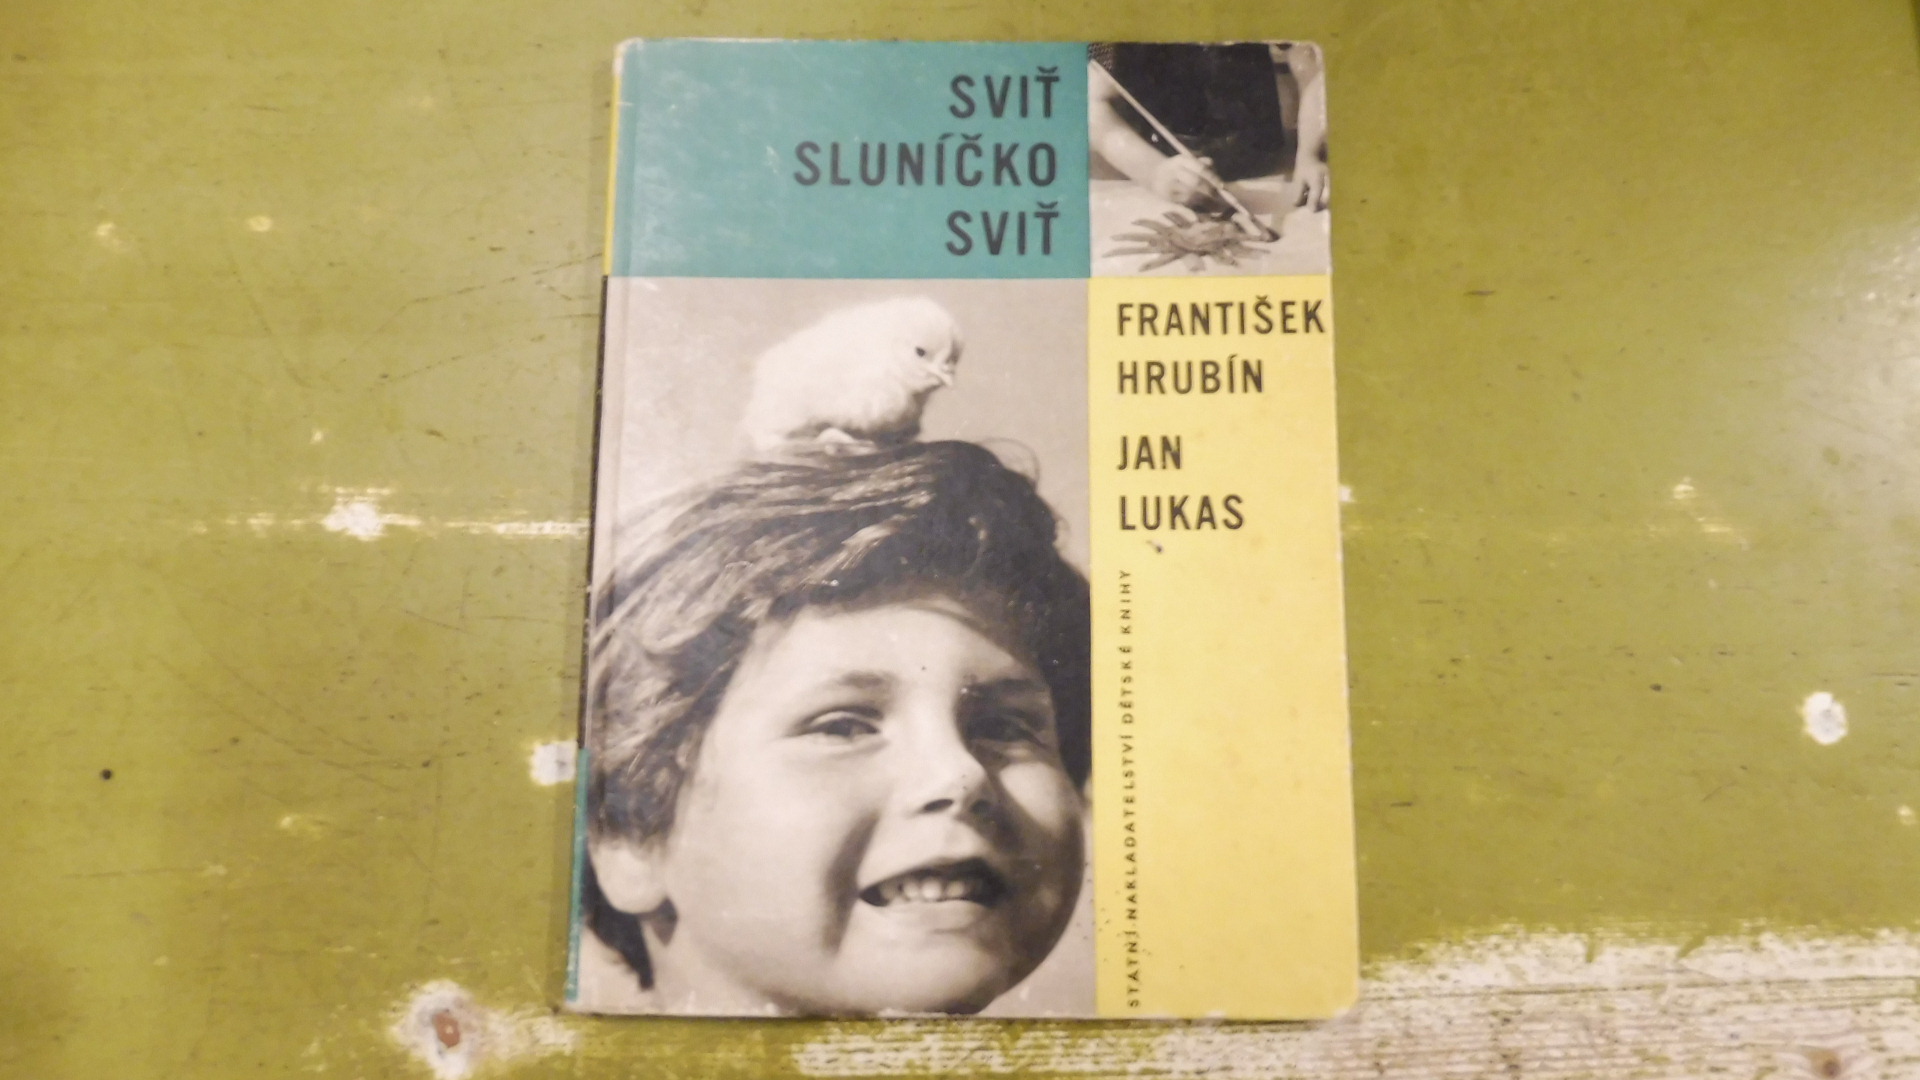 SVIŤ
SLUNÍČKO
SVIŤ
FRANTIŠEK
HRUBÍN
JAN
LUKAS
STÁTNÍ NAKLADATELSTVÍ DĚTSKÉ KNIHY